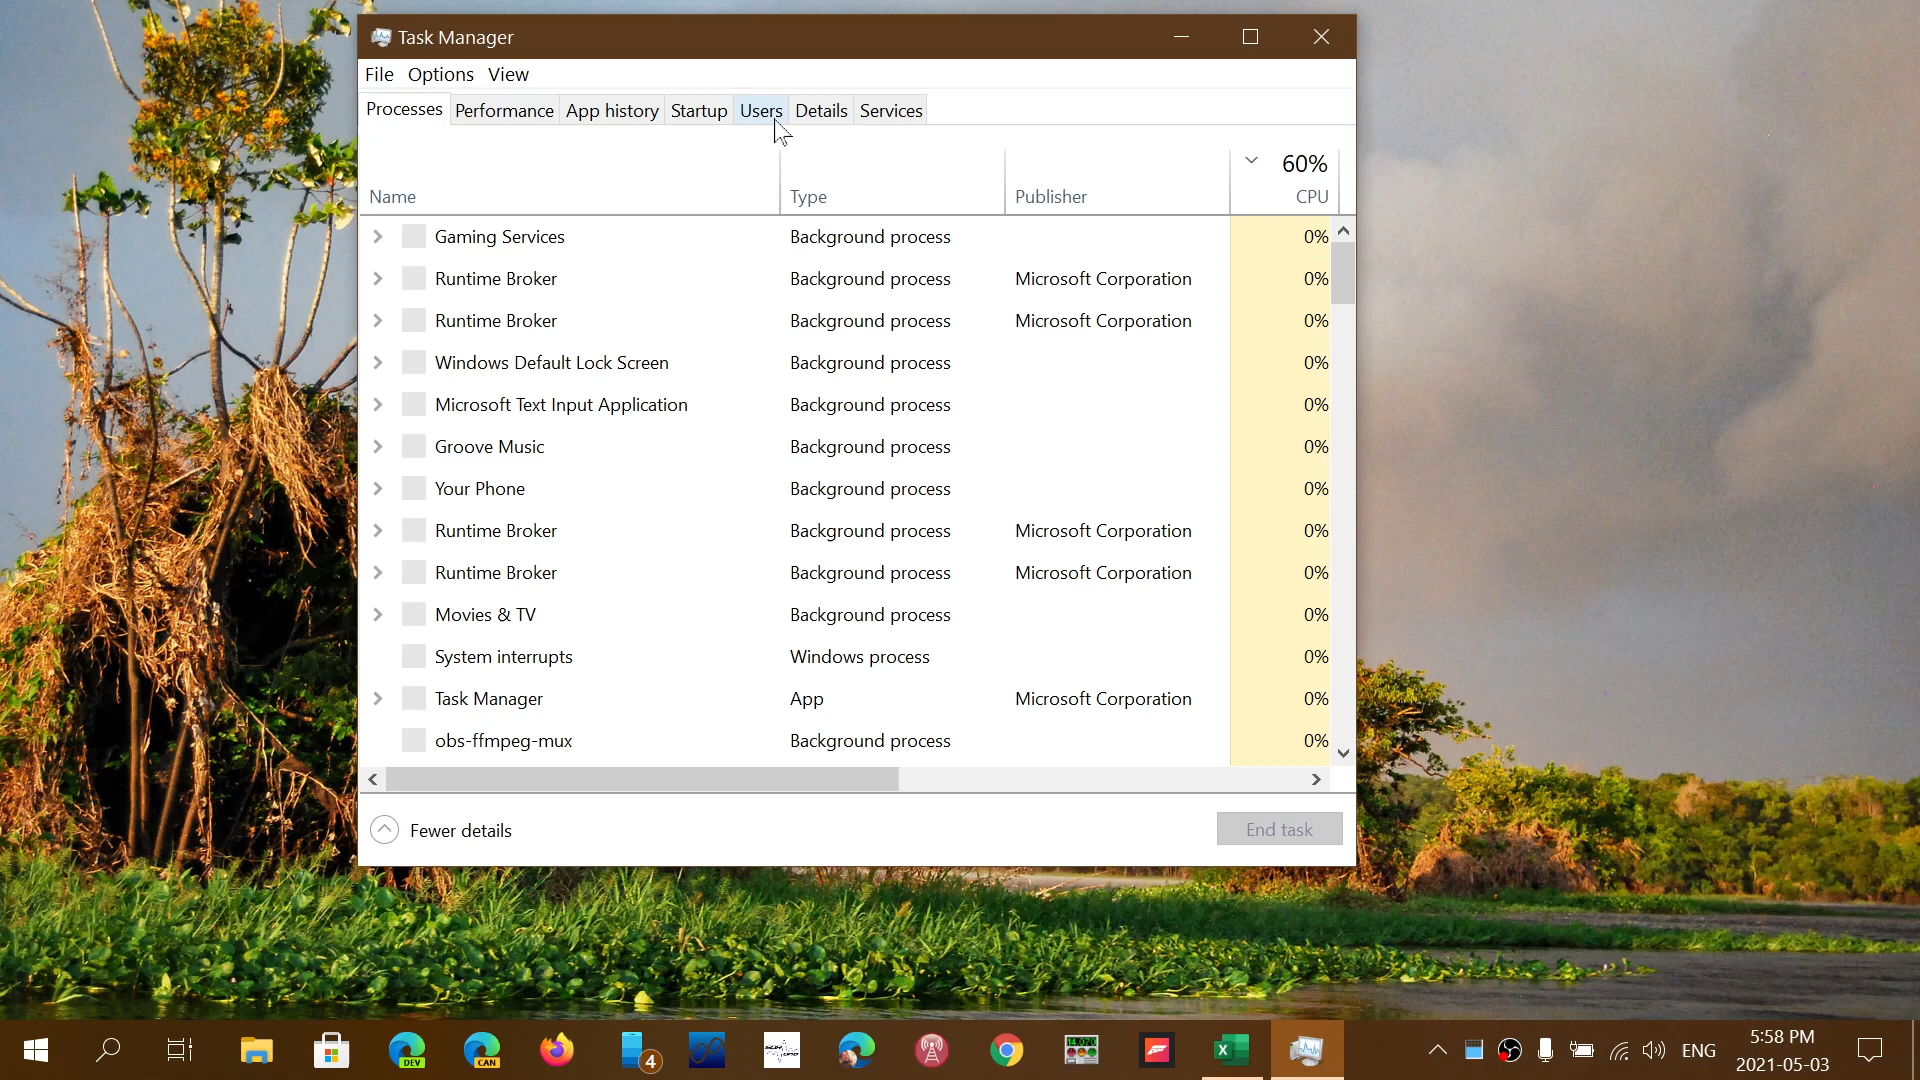 Task Manager
File Options View
Processes Performance App history Startup Users Details Services
60%
Name Type Publisher CPU
Gaming Services Background process 0%
Runtime Broker Background process Microsoft Corporation 0%
Runtime Broker Background process Microsoft Corporation 0%
Windows Default Lock Screen Background process 0%
Microsoft Text Input Application Background process 0%
Groove Music Background process 0%
Your Phone Background process 0%
Runtime Broker Background process Microsoft Corporation 0%
Runtime Broker Background process Microsoft Corporation 0%
Movies & TV Background process 0%
System interrupts Windows process 0%
Task Manager App Microsoft Corporation 0%
obs-ffmpeg-mux Background process 0%
Fewer details End task
DEV CAN 4 14.070 X ENG 5:58 PM
2021-05-03